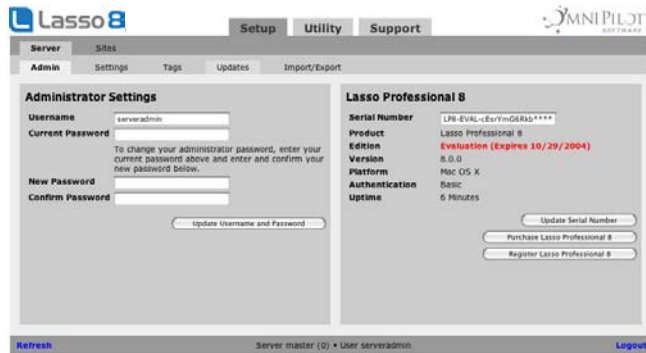 Lasso 8
Setup
Utility
Support
OMNIPILOT
SOFTWARE
Server
Sites
Admin
Settings
Tags
Updates
Import/Export
Administrator Settings
Username
serveradmin
Current Password
To change your administrator password, enter your
current password above and enter and confirm your
new password below.
New Password
Confirm Password
Update Username and Password
Lasso Professional 8
Serial Number
LP8-EVAL-cEsrYmG6Rkb****
Product
Lasso Professional 8
Edition
Evaluation (Expires 10/29/2004)
Version
8.0.0
Platform
Mac OS X
Authentication
Basic
Uptime
6 Minutes
Update Serial Number
Purchase Lasso Professional 8
Register Lasso Professional 8
Refresh
Server master (0) • User serveradmin
Logout